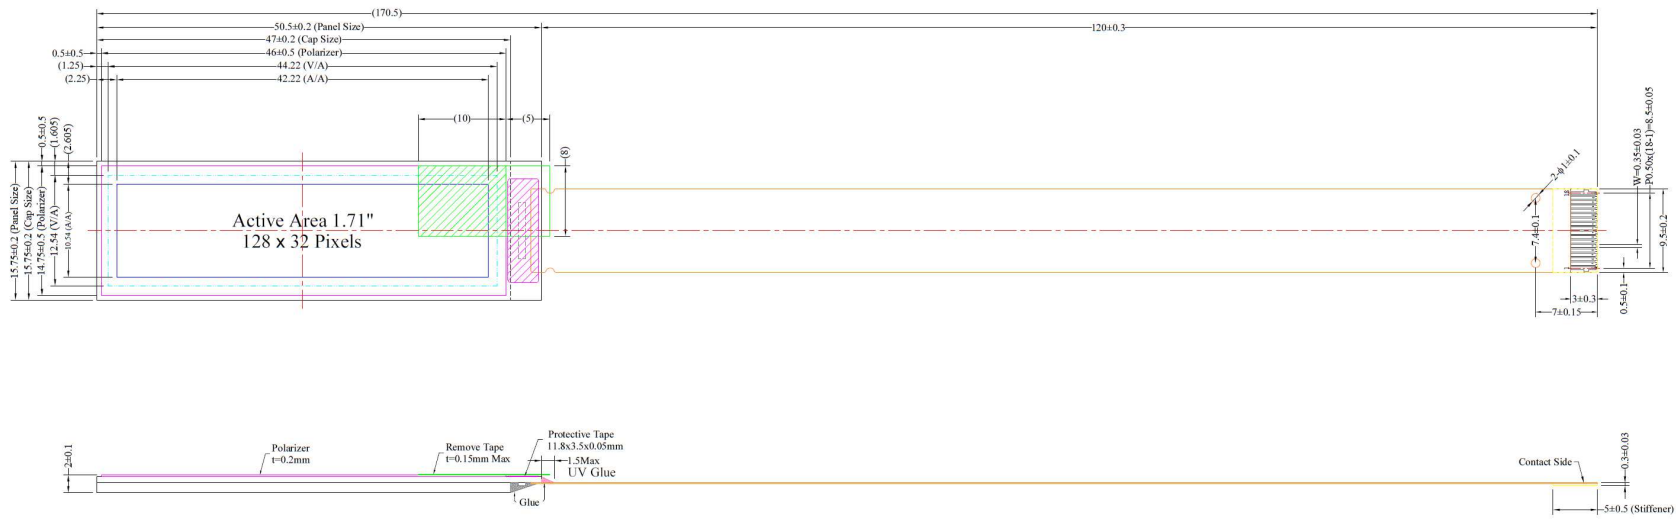 (170.5)
50.5±0.2 (Panel Size)
120±0.3
47±0.2 (Cap Size)
0.5±0.5
46±0.5 (Polarizer)
(1.25)
44.22 (V/A)
(2.25)
42.22 (A/A)
0.5±0.5
(1.605)
(2.605)
(10)
(5)
(8)
15.75±0.2 (Panel Size)
15.75±0.2 (Cap Size)
14.75±0.5 (Polarizer)
12.54 (V/A)
10.54 (A/A)
Active Area 1.71"
128 x 32 Pixels
2-ϕ1±0.1
7.4±0.1
W=0.35±0.03
P0.50x(18-1)=8.5±0.05
9.5±0.2
18
1
0.5±0.1
3±0.3
7±0.15
2±0.1
Polarizer
t=0.2mm
Remove Tape
t=0.15mm Max
Protective Tape
11.8x3.5x0.05mm
1.5Max
UV Glue
Glue
Contact Side
0.3±0.03
5±0.5 (Stiffener)